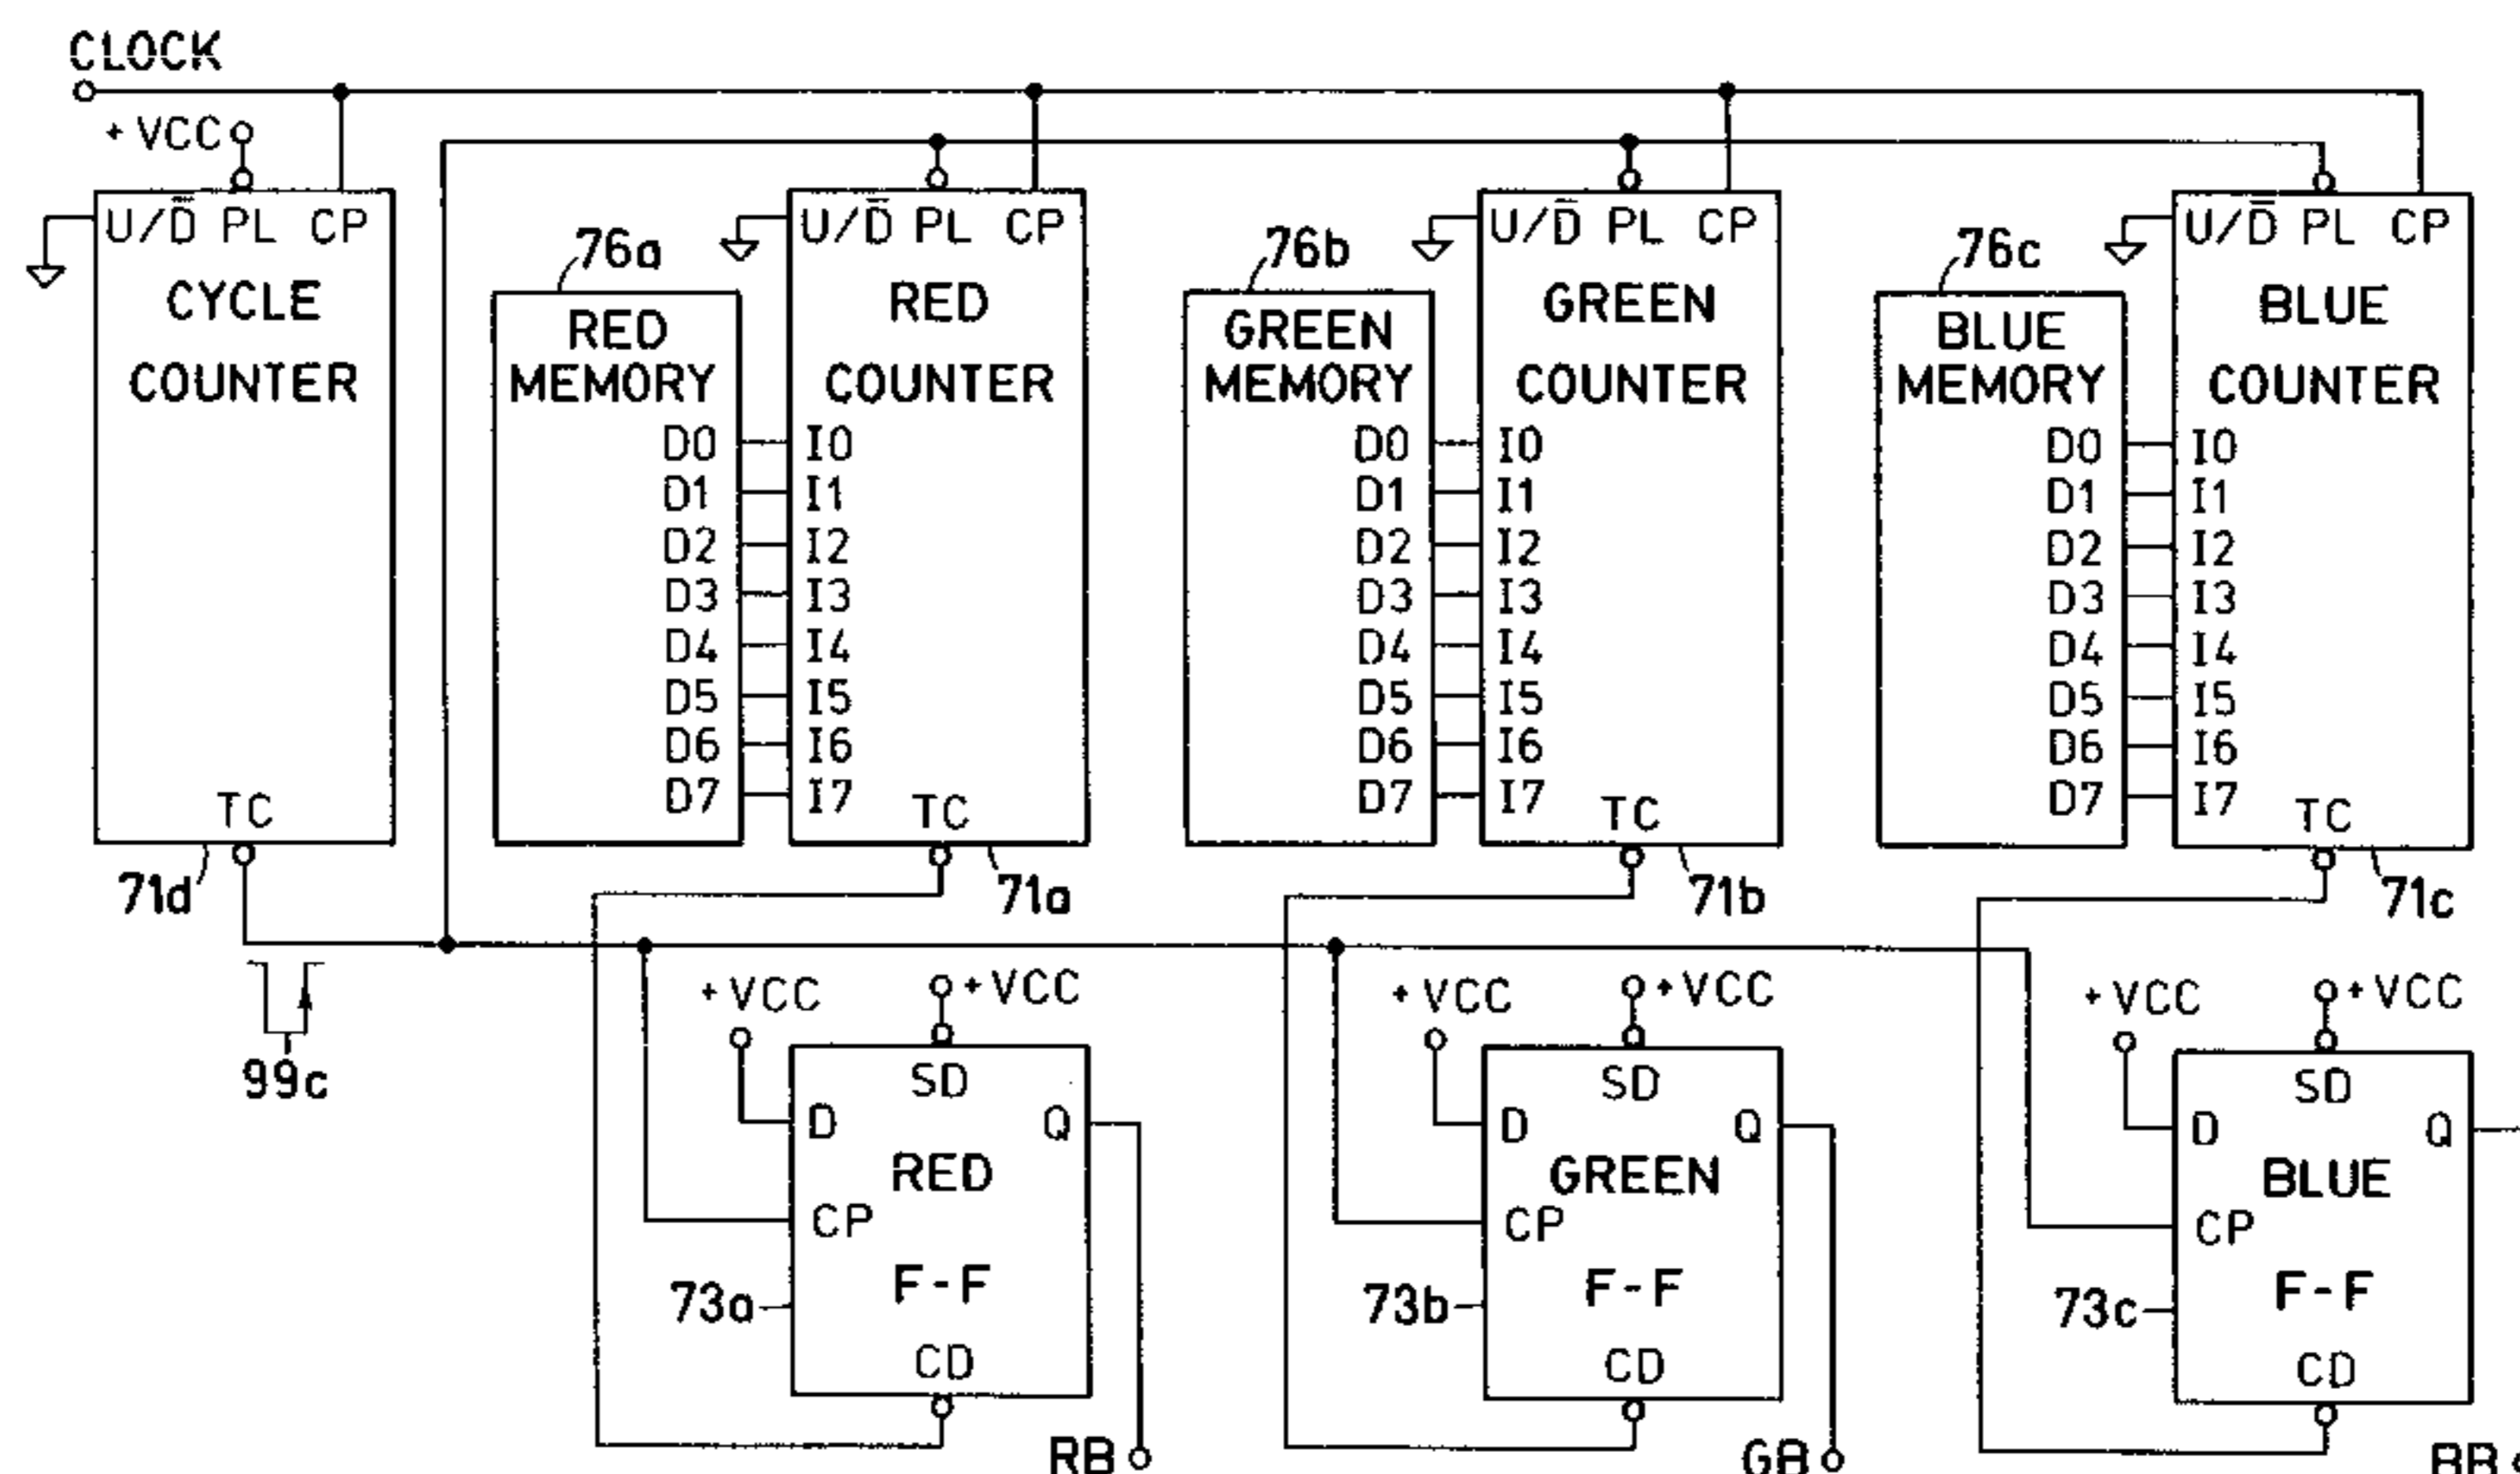 CLOCK
+ VCC
U/D̅ PL CP
CYCLE
COUNTER
TC
71d
76a
RED
MEMORY
D0
D1
D2
D3
D4
D5
D6
D7
U/D̅ PL CP
RED
COUNTER
I0
I1
I2
I3
I4
I5
I6
I7
TC
71a
76b
GREEN
MEMORY
D0
D1
D2
D3
D4
D5
D6
D7
U/D̅ PL CP
GREEN
COUNTER
I0
I1
I2
I3
I4
I5
I6
I7
TC
71b
76c
BLUE
MEMORY
D0
D1
D2
D3
D4
D5
D6
D7
U/D̅ PL CP
BLUE
COUNTER
I0
I1
I2
I3
I4
I5
I6
I7
TC
71c
99c
+ VCC
+ VCC
SD
D
Q
RED
CP
F-F
73a
CD
RB
+ VCC
+ VCC
SD
D
Q
GREEN
CP
F-F
73b
CD
GB
+ VCC
+ VCC
SD
D
Q
BLUE
CP
F-F
73c
CD
BB